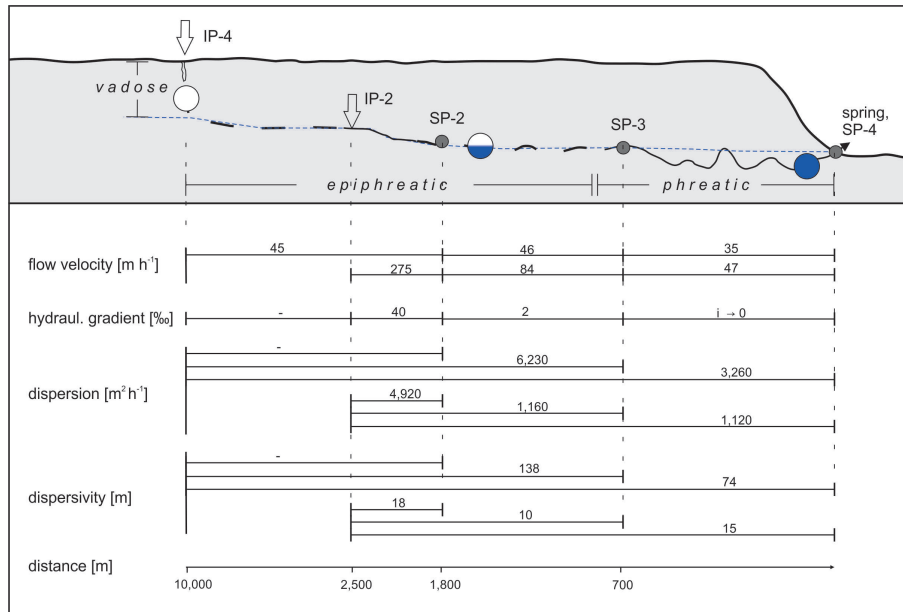 IP-4
vadose
IP-2
SP-2
SP-3
spring,
SP-4
epiphreatic
phreatic
flow velocity [m h⁻¹]
45
46
35
275
84
47
hydraul. gradient [‰]
-
40
2
i → 0
dispersion [m² h⁻¹]
-
6,230
3,260
4,920
1,160
1,120
dispersivity [m]
-
138
74
18
10
15
distance [m]
10,000
2,500
1,800
700